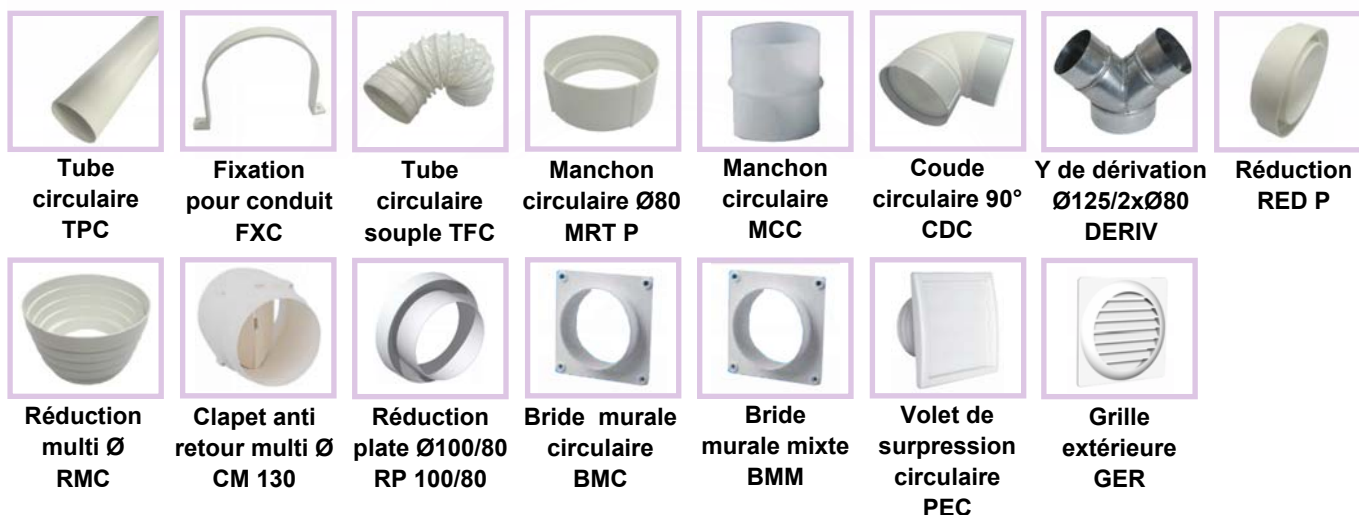 Tube
circulaire
TPC
Fixation
pour conduit
FXC
Tube
circulaire
souple TFC
Manchon
circulaire Ø80
MRT P
Manchon
circulaire
MCC
Coude
circulaire 90°
CDC
Y de dérivation
Ø125/2xØ80
DERIV
Réduction
RED P
Réduction
multi Ø
RMC
Clapet anti
retour multi Ø
CM 130
Réduction
plate Ø100/80
RP 100/80
Bride murale
circulaire
BMC
Bride
murale mixte
BMM
Volet de
surpression
circulaire
PEC
Grille
extérieure
GER